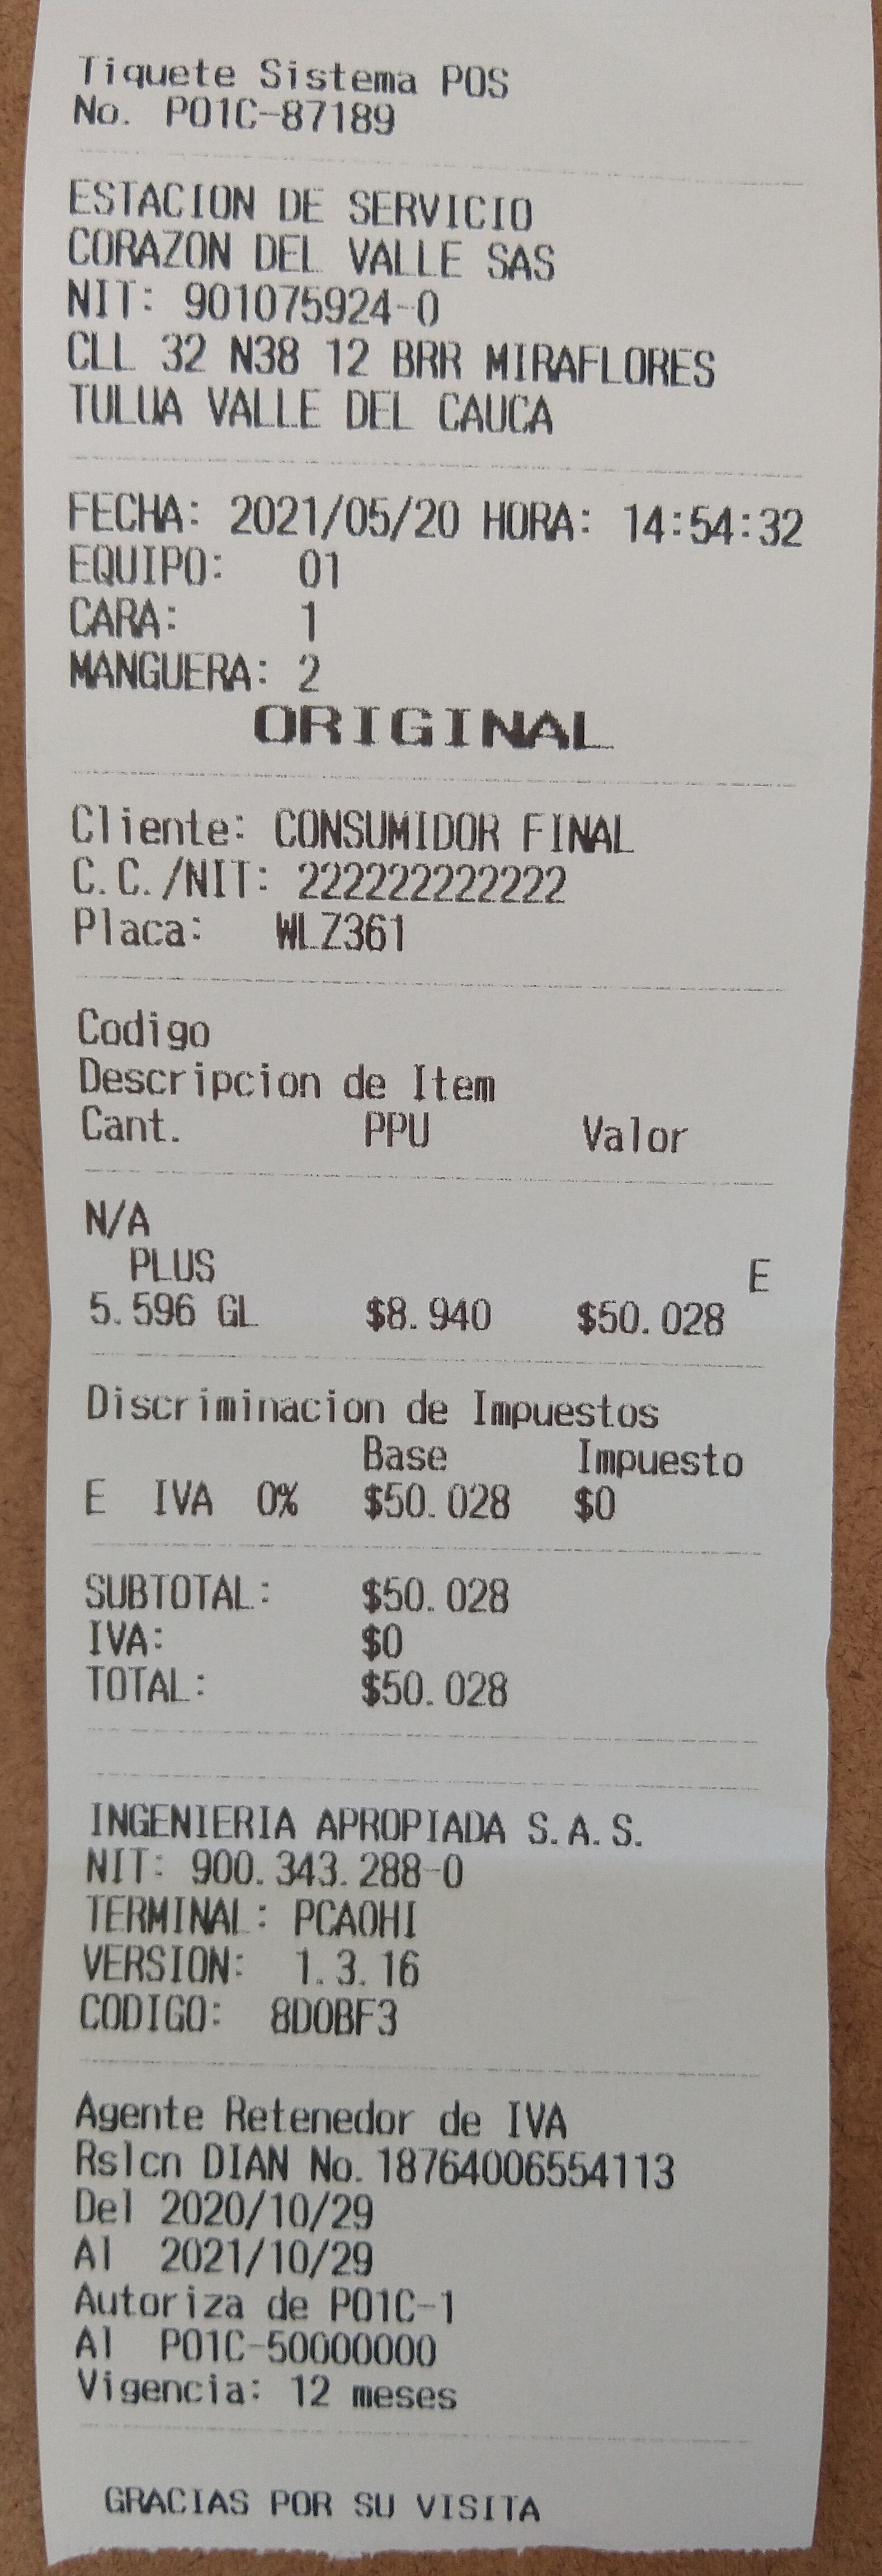 Tiquete Sistema POS
No. P01C-87189
ESTACION DE SERVICIO
CORAZON DEL VALLE SAS
NIT: 901075924-0
CLL 32 N38 12 BRR MIRAFLORES
TULUA VALLE DEL CAUCA
FECHA: 2021/05/20 HORA: 14:54:32
EQUIPO: 01
CARA: 1
MANGUERA: 2
ORIGINAL
Cliente: CONSUMIDOR FINAL
C.C./NIT: 222222222222
Placa: WLZ361
Codigo
Descripcion de Item
Cant. PPU Valor
N/A
PLUS E
5.596 GL $8.940 $50.028
Discriminacion de Impuestos
Base Impuesto
E IVA 0% $50.028 $0
SUBTOTAL: $50.028
IVA: $0
TOTAL: $50.028
INGENIERIA APROPIADA S.A.S.
NIT: 900.343.288-0
TERMINAL: PCAOHI
VERSION: 1.3.16
CODIGO: 8D0BF3
Agente Retenedor de IVA
Rslcn DIAN No. 18764006554113
Del 2020/10/29
Al 2021/10/29
Autoriza de P01C-1
Al P01C-50000000
Vigencia: 12 meses
GRACIAS POR SU VISITA